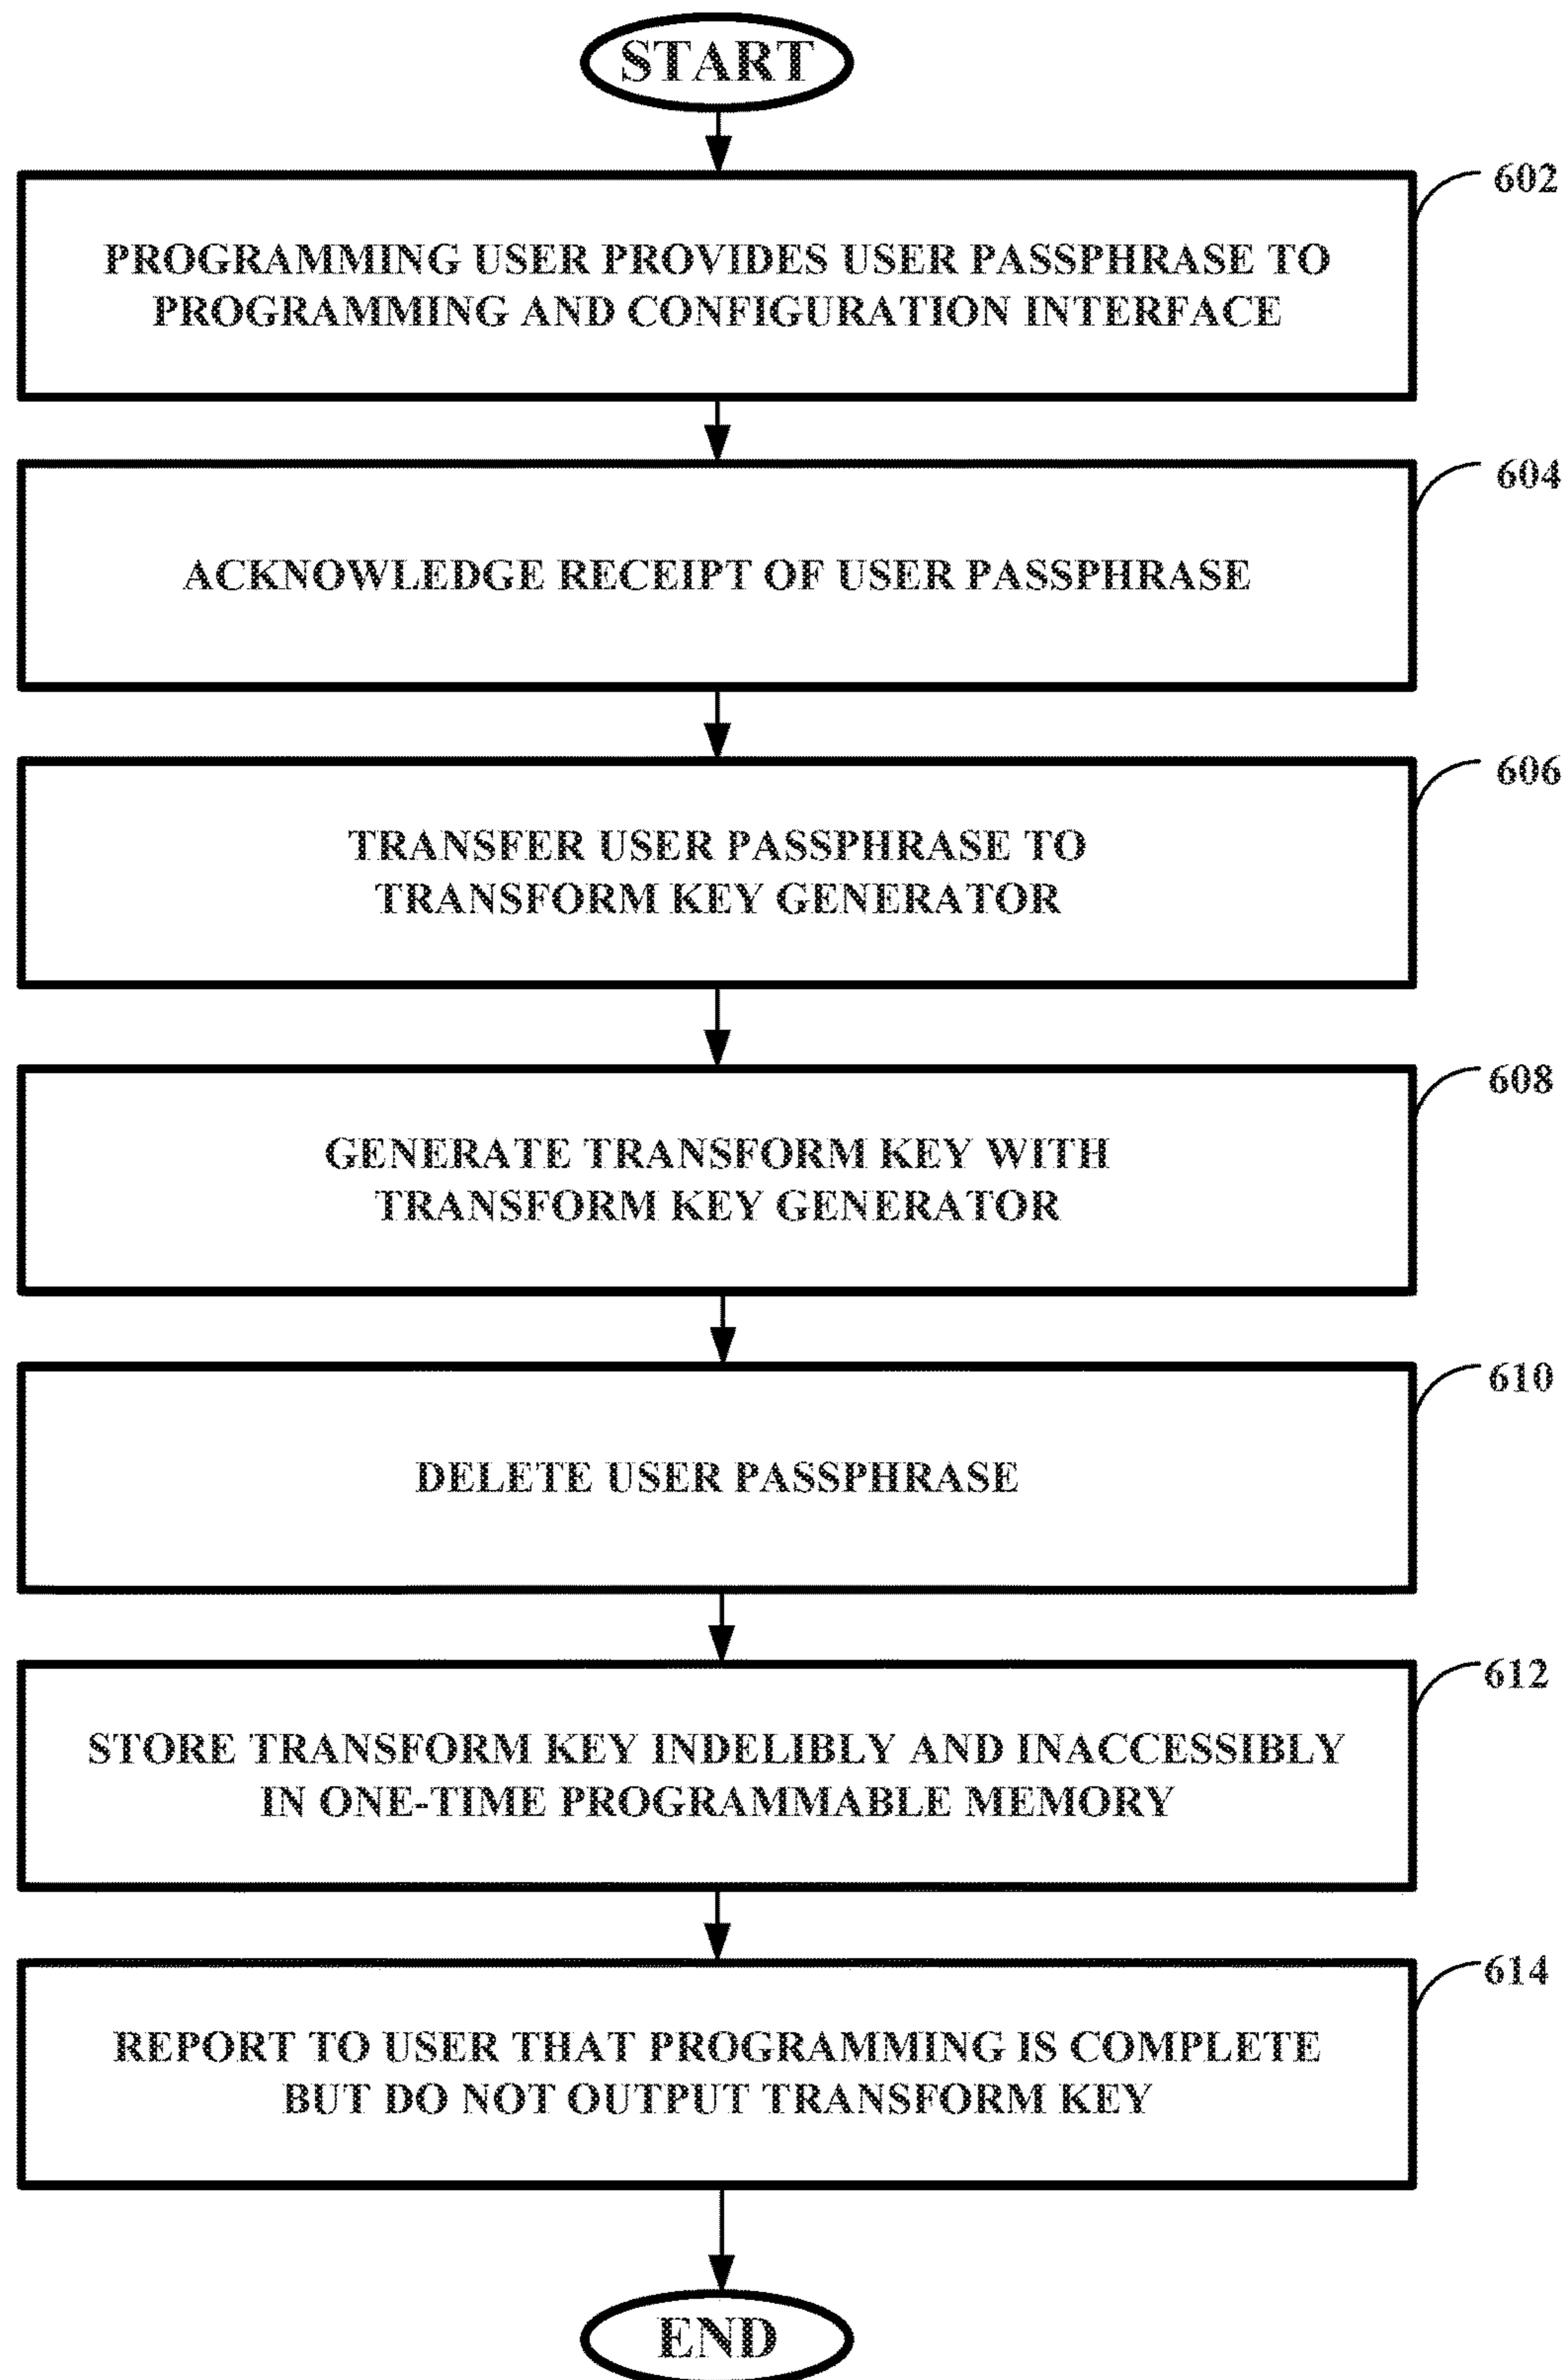 START
602
PROGRAMMING USER PROVIDES USER PASSPHRASE TO
PROGRAMMING AND CONFIGURATION INTERFACE
604
ACKNOWLEDGE RECEIPT OF USER PASSPHRASE
606
TRANSFER USER PASSPHRASE TO
TRANSFORM KEY GENERATOR
608
GENERATE TRANSFORM KEY WITH
TRANSFORM KEY GENERATOR
610
DELETE USER PASSPHRASE
612
STORE TRANSFORM KEY INDELIBLY AND INACCESSIBLY
IN ONE-TIME PROGRAMMABLE MEMORY
614
REPORT TO USER THAT PROGRAMMING IS COMPLETE
BUT DO NOT OUTPUT TRANSFORM KEY
END